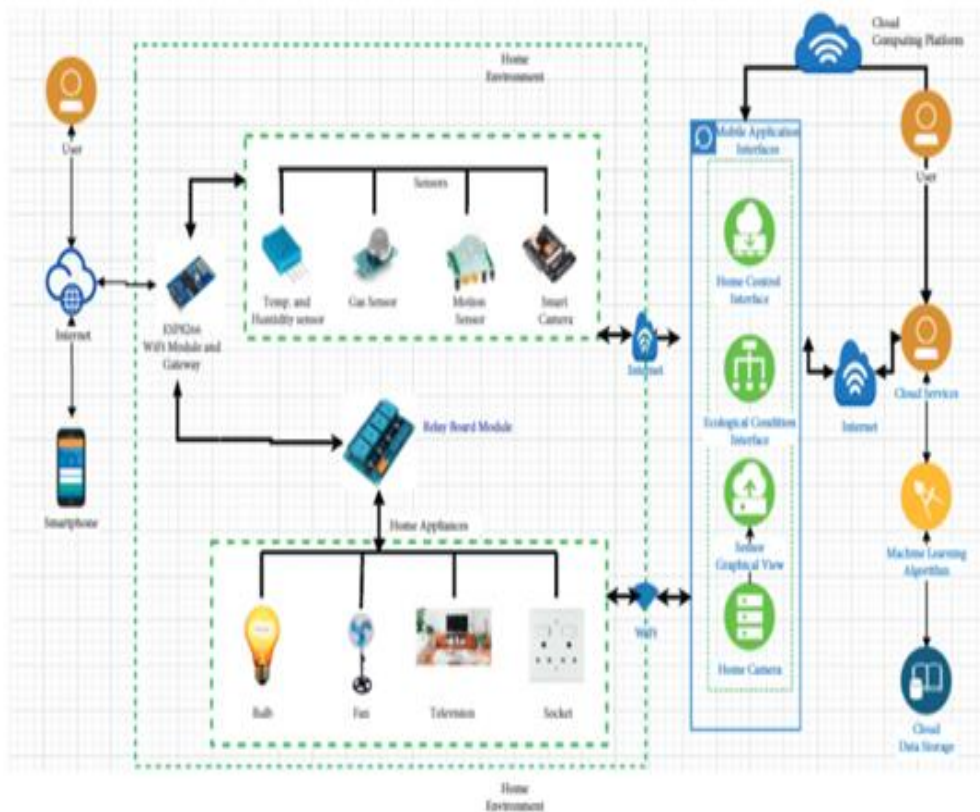 Cloud
Computing Platform
Home
Environment
Mobile Application
Interfaces
User
User
Sensors
Home Control
Interface
Temp. and
Humidity sensor
Gas Sensor
Motion
Sensor
Smart
Camera
Internet
ESP8266
WiFi Module and
Gateway
Internet
Cloud Services
Ecological Condition
Interface
Internet
Relay Board Module
Smartphone
Home Appliances
Sensor
Graphical View
Machine Learning
Algorithm
WiFi
Home Camera
Bulb
Fan
Television
Socket
Cloud
Data Storage
Home
Environment